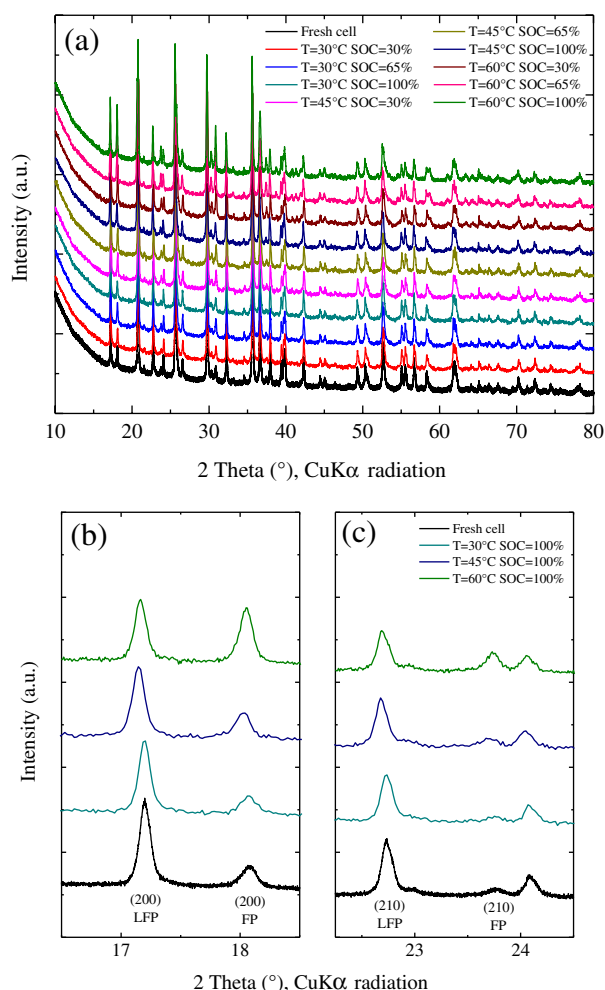 (a)
Fresh cell
T=30°C SOC=30%
T=30°C SOC=65%
T=30°C SOC=100%
T=45°C SOC=30%
T=45°C SOC=65%
T=45°C SOC=100%
T=60°C SOC=30%
T=60°C SOC=65%
T=60°C SOC=100%
Intensity (a.u.)
10 20 30 40 50 60 70 80
2 Theta (°), CuKα radiation
(b)
(c)
Fresh cell
T=30°C SOC=100%
T=45°C SOC=100%
T=60°C SOC=100%
Intensity (a.u.)
(200) (200)
LFP FP
(210) (210)
LFP FP
17 18
23 24
2 Theta (°), CuKα radiation